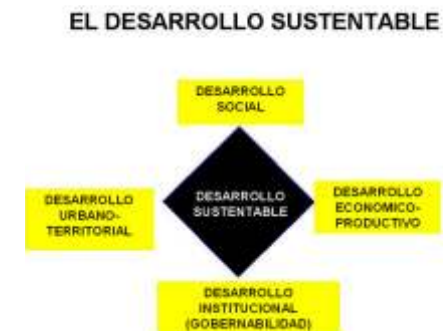 EL DESARROLLO SUSTENTABLE
DESARROLLO
SOCIAL
DESARROLLO
URBANO-
TERRITORIAL
DESARROLLO
SUSTENTABLE
DESARROLLO
ECONOMICO-
PRODUCTIVO
DESARROLLO
INSTITUCIONAL
(GOBERNABILIDAD)